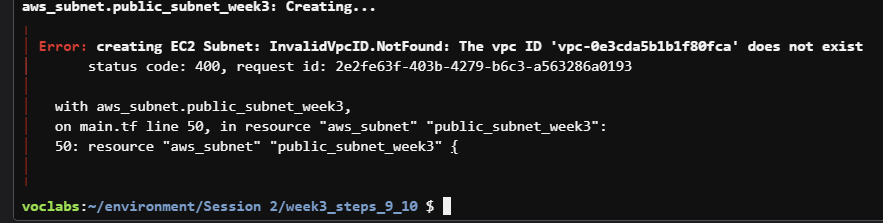 aws_subnet.public_subnet_week3: Creating...
Error: creating EC2 Subnet: InvalidVpcID.NotFound: The vpc ID 'vpc-0e3cda5b1b1f80fca' does not exist
status code: 400, request id: 2e2fe63f-403b-4279-b6c3-a563286a0193
with aws_subnet.public_subnet_week3,
on main.tf line 50, in resource "aws_subnet" "public_subnet_week3":
50: resource "aws_subnet" "public_subnet_week3" {
voclabs:~/environment/Session 2/week3_steps_9_10 $